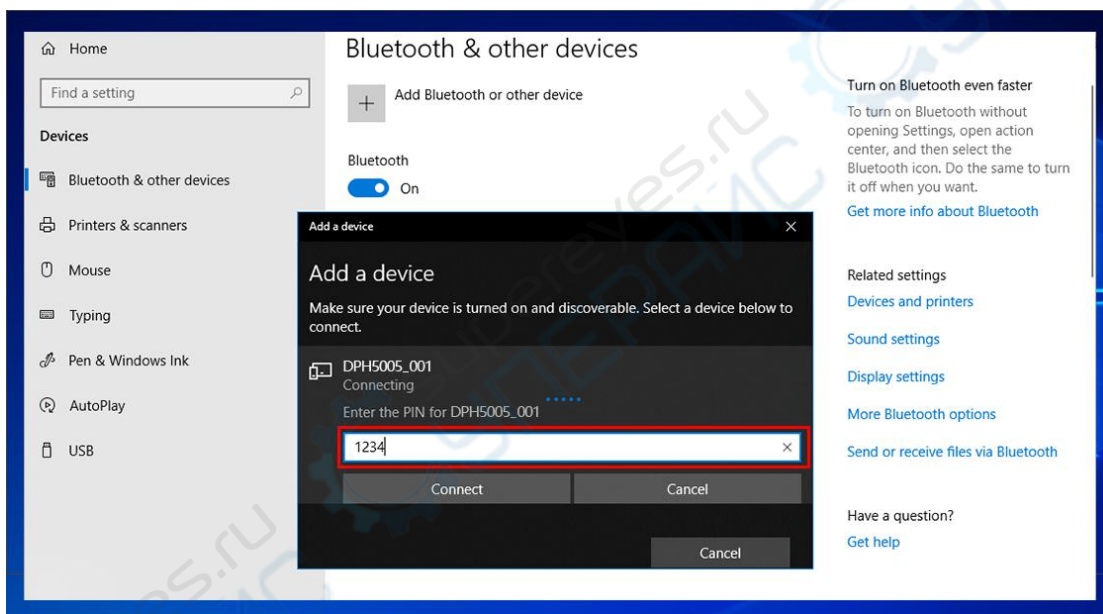 Home
Find a setting
Devices
Bluetooth & other devices
Printers & scanners
Mouse
Typing
Pen & Windows Ink
AutoPlay
USB
Bluetooth & other devices
Add Bluetooth or other device
Bluetooth
On
Add a device
Add a device
Make sure your device is turned on and discoverable. Select a device below to
connect.
DPH5005_001
Connecting
Enter the PIN for DPH5005_001
1234
Connect
Cancel
Cancel
Turn on Bluetooth even faster
To turn on Bluetooth without
opening Settings, open action
center, and then select the
Bluetooth icon. Do the same to turn
it off when you want.
Get more info about Bluetooth
Related settings
Devices and printers
Sound settings
Display settings
More Bluetooth options
Send or receive files via Bluetooth
Have a question?
Get help
supereyes.ru
СУПЕРАЙС